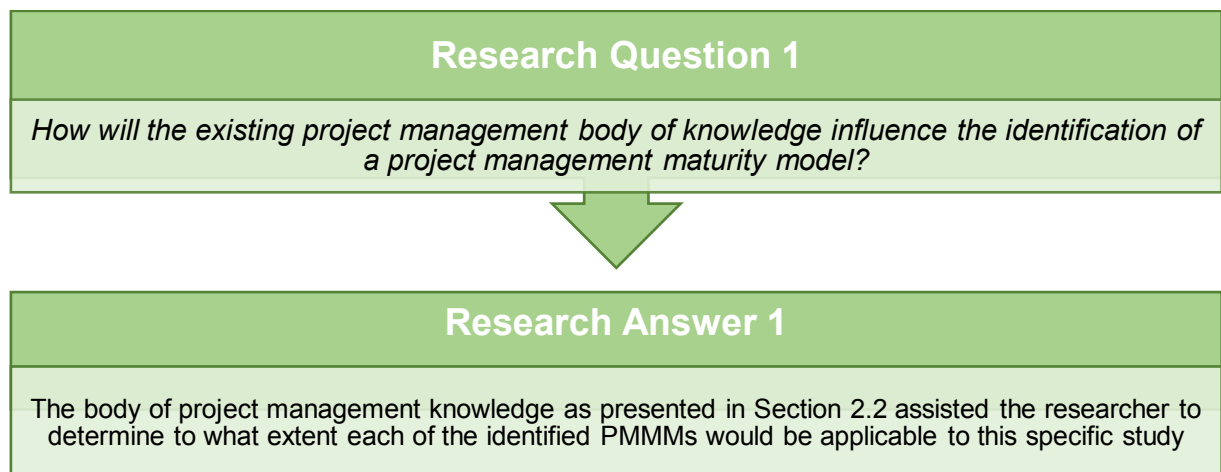 Research Question 1
How will the existing project management body of knowledge influence the identification of
a project management maturity model?
Research Answer 1
The body of project management knowledge as presented in Section 2.2 assisted the researcher to
determine to what extent each of the identified PMMMs would be applicable to this specific study